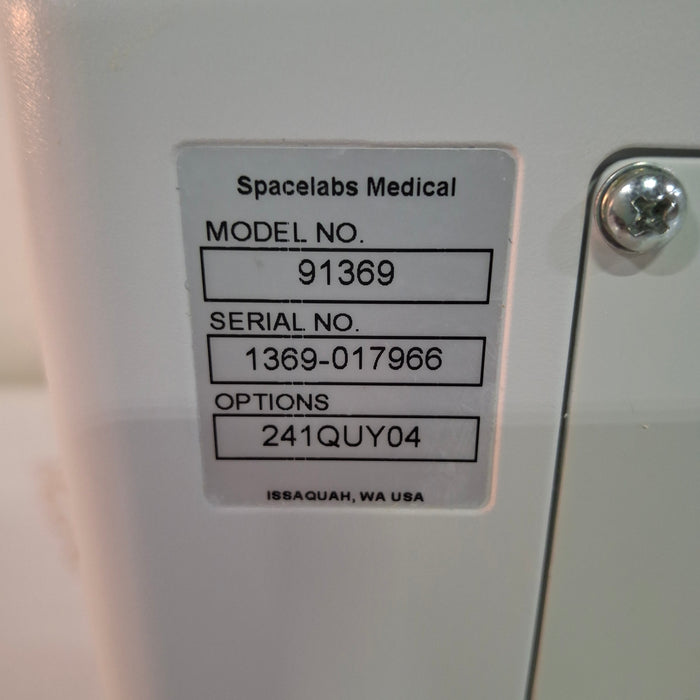 Spacelabs Medical
MODEL NO.
91369
SERIAL NO.
1369-017966
OPTIONS
241QUY04
ISSAQUAH, WA USA